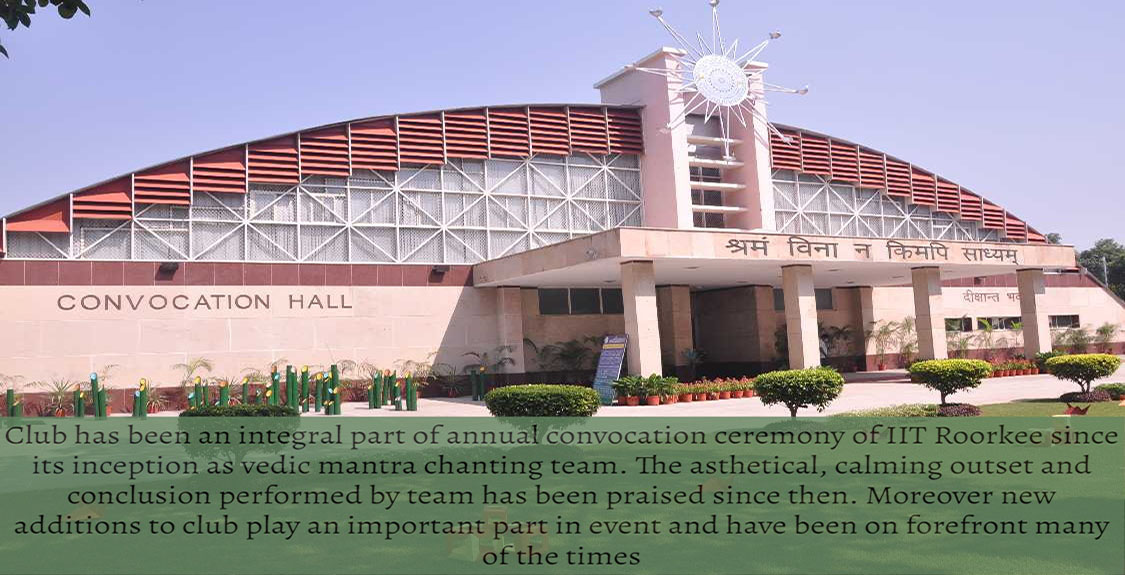 श्रमं विना न किमपि साध्यम्
CONVOCATION HALL
दीक्षान्त
Club has been an integral part of annual convocation ceremony of IIT Roorkee since
its inception as vedic mantra chanting team. The asthetical, calming outset and
conclusion performed by team has been praised since then. Moreover new
additions to club play an important part in event and have been on forefront many
of the times